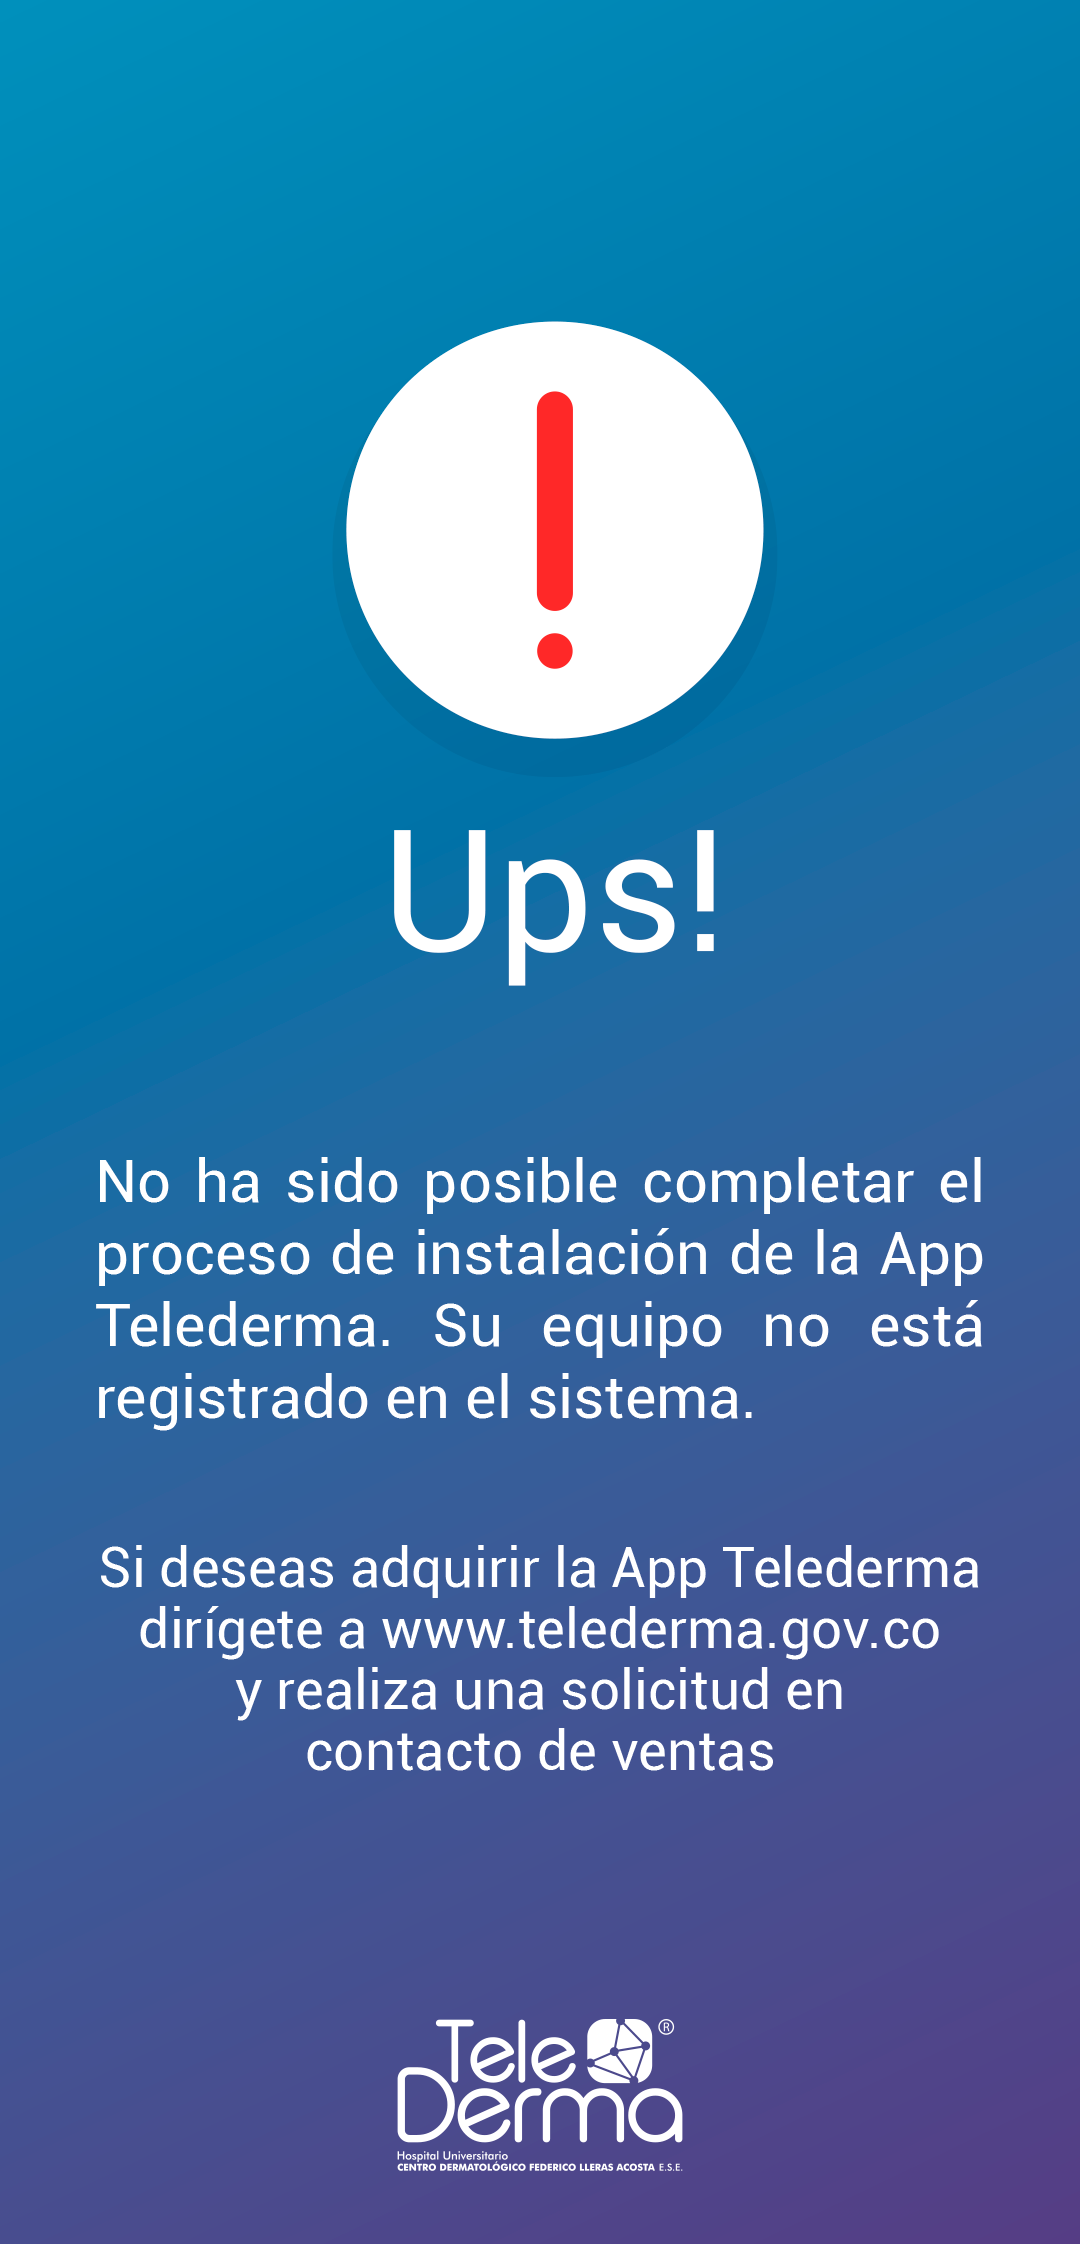 Ups!
No ha sido posible completar el
proceso de instalación de la App
Telederma. Su equipo no está
registrado en el sistema.
Si deseas adquirir la App Telederma
dirígete a www.telederma.gov.co
y realiza una solicitud en
contacto de ventas
Tele ®
Derma
Hospital Universitario
CENTRO DERMATOLÓGICO FEDERICO LLERAS ACOSTA E.S.E.